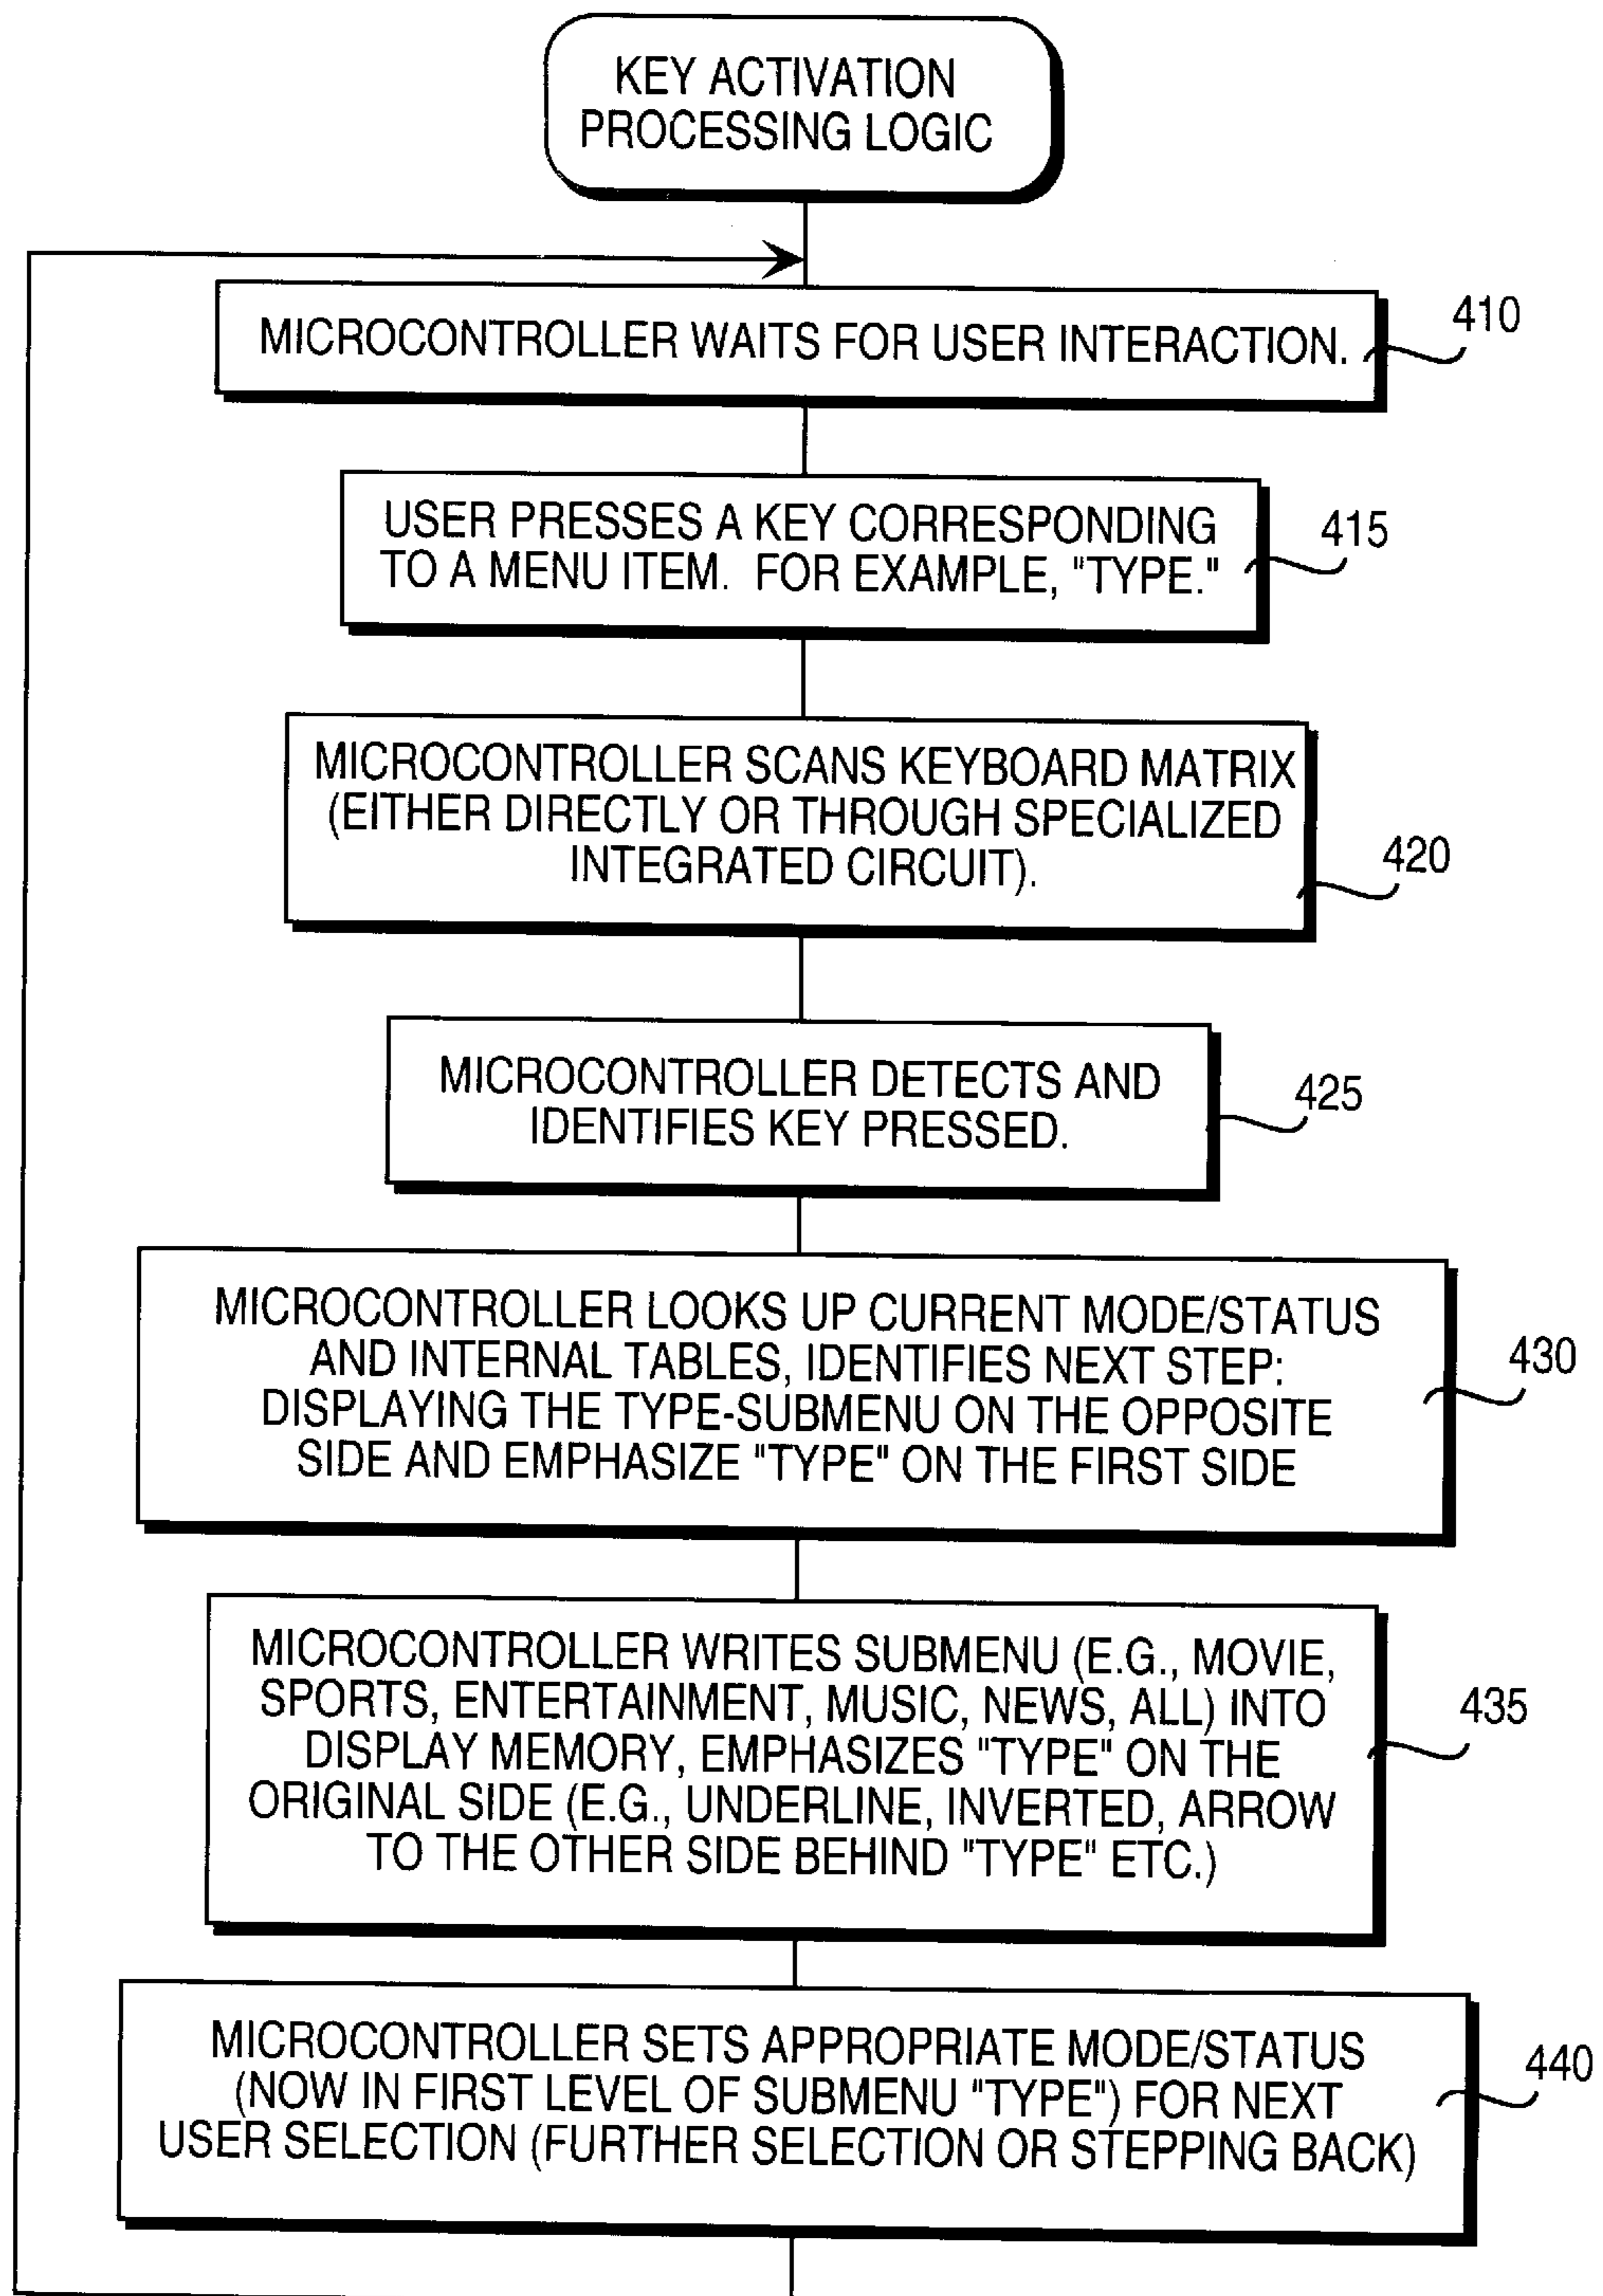 KEY ACTIVATION
PROCESSING LOGIC
MICROCONTROLLER WAITS FOR USER INTERACTION.
410
USER PRESSES A KEY CORRESPONDING
TO A MENU ITEM. FOR EXAMPLE, "TYPE."
415
MICROCONTROLLER SCANS KEYBOARD MATRIX
(EITHER DIRECTLY OR THROUGH SPECIALIZED
INTEGRATED CIRCUIT).
420
MICROCONTROLLER DETECTS AND
IDENTIFIES KEY PRESSED.
425
MICROCONTROLLER LOOKS UP CURRENT MODE/STATUS
AND INTERNAL TABLES, IDENTIFIES NEXT STEP:
DISPLAYING THE TYPE-SUBMENU ON THE OPPOSITE
SIDE AND EMPHASIZE "TYPE" ON THE FIRST SIDE
430
MICROCONTROLLER WRITES SUBMENU (E.G., MOVIE,
SPORTS, ENTERTAINMENT, MUSIC, NEWS, ALL) INTO
DISPLAY MEMORY, EMPHASIZES "TYPE" ON THE
ORIGINAL SIDE (E.G., UNDERLINE, INVERTED, ARROW
TO THE OTHER SIDE BEHIND "TYPE" ETC.)
435
MICROCONTROLLER SETS APPROPRIATE MODE/STATUS
(NOW IN FIRST LEVEL OF SUBMENU "TYPE") FOR NEXT
USER SELECTION (FURTHER SELECTION OR STEPPING BACK)
440